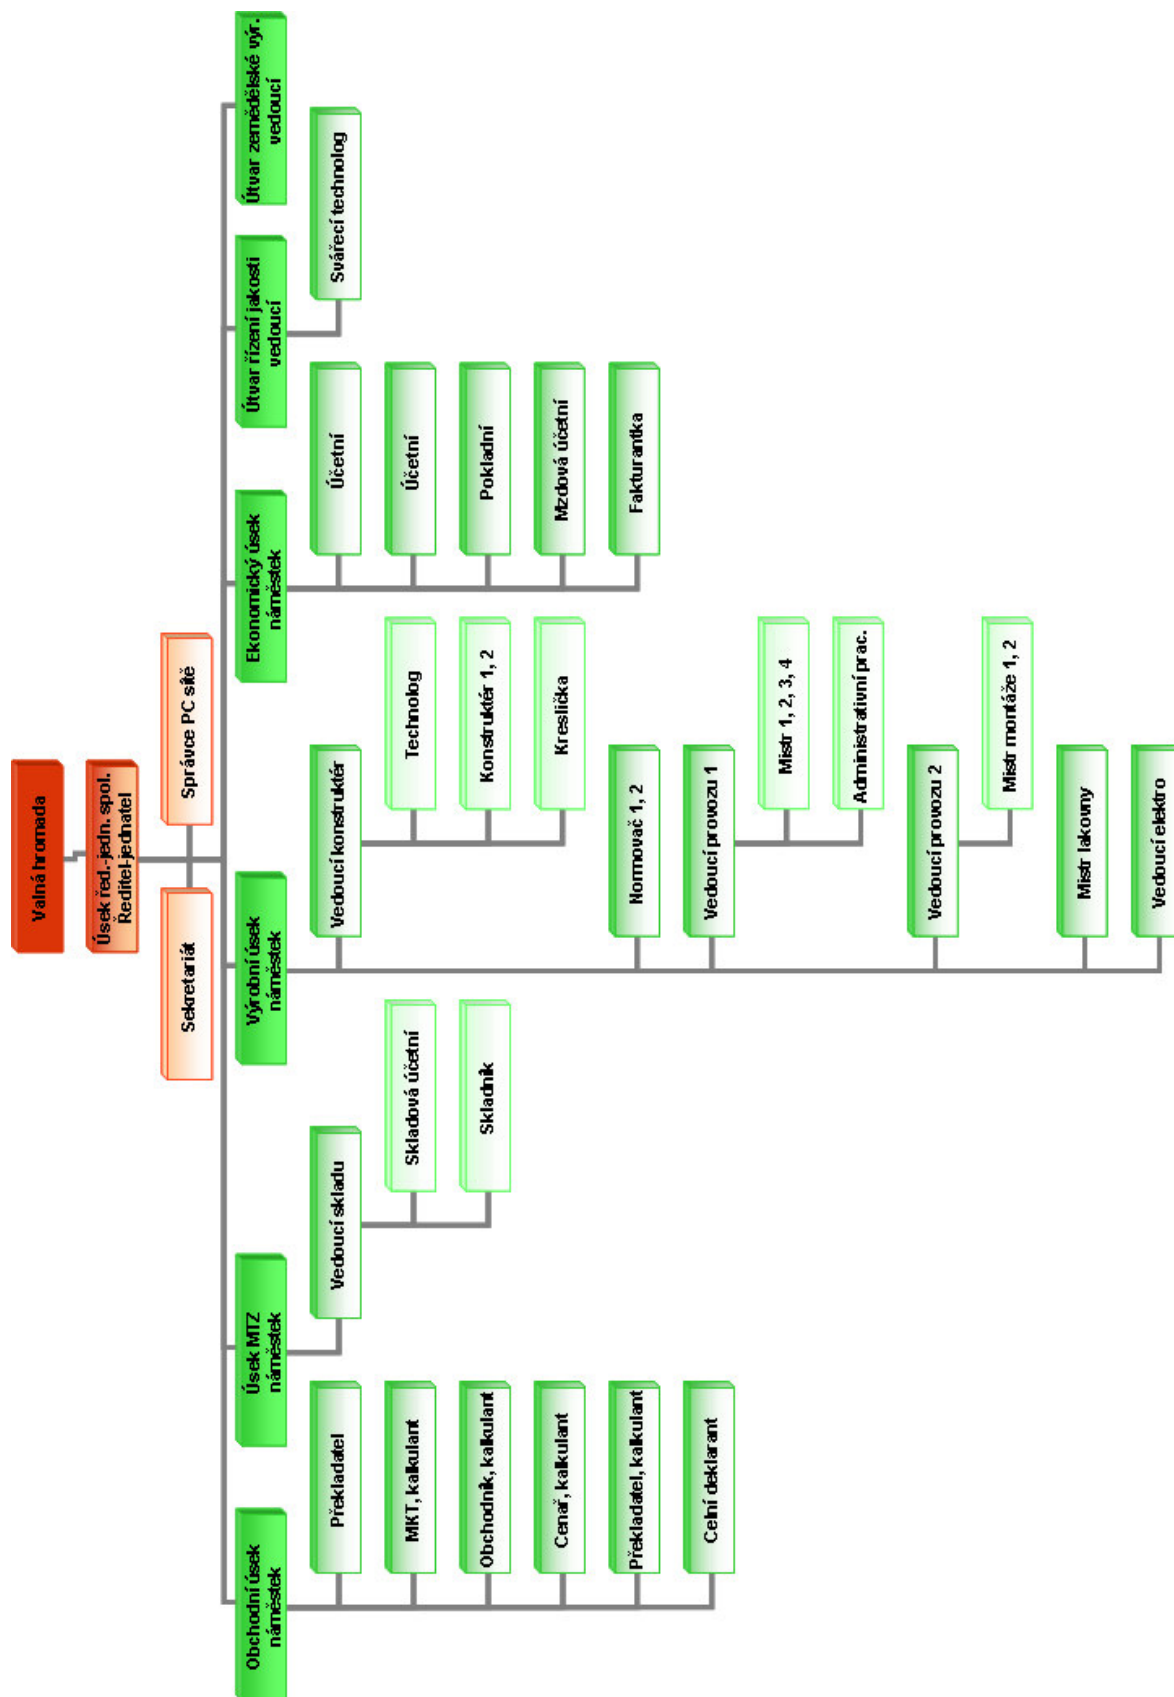 Valná hromada
Úsek řed.-jedn. spol.
Ředitel-jednatel
Sekretariát
Správce PC sítě
Obchodní úsek
náměstek
Překladatel
MKT, kalkulant
Obchodník, kalkulant
Cenař, kalkulant
Překladatel, kalkulant
Celní deklarant
Úsek MTZ
náměstek
Vedoucí skladu
Skladová účetní
Skladník
Výrobní úsek
náměstek
Vedoucí konstruktér
Technolog
Konstruktér 1, 2
Kreslička
Normovač 1, 2
Vedoucí provozu 1
Mistr 1, 2, 3, 4
Administrativní prac.
Vedoucí provozu 2
Mistr montáže 1, 2
Mistr lakovny
Vedoucí elektro
Ekonomický úsek
náměstek
Účetní
Účetní
Pokladní
Mzdová účetní
Fakturantka
Útvar řízení jakosti
vedoucí
Svářecí technolog
Útvar zemědělské výr.
vedoucí